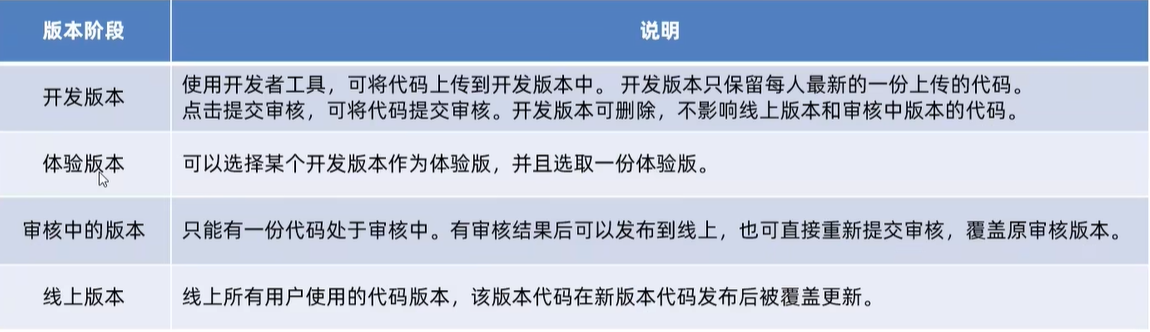 版本阶段
说明
开发版本
使用开发者工具，可将代码上传到开发版本中。 开发版本只保留每人最新的一份上传的代码。
点击提交审核，可将代码提交审核。开发版本可删除，不影响线上版本和审核中版本的代码。
体验版本
可以选择某个开发版本作为体验版，并且选取一份体验版。
审核中的版本
只能有一份代码处于审核中。有审核结果后可以发布到线上，也可直接重新提交审核，覆盖原审核版本。
线上版本
线上所有用户使用的代码版本，该版本代码在新版本代码发布后被覆盖更新。